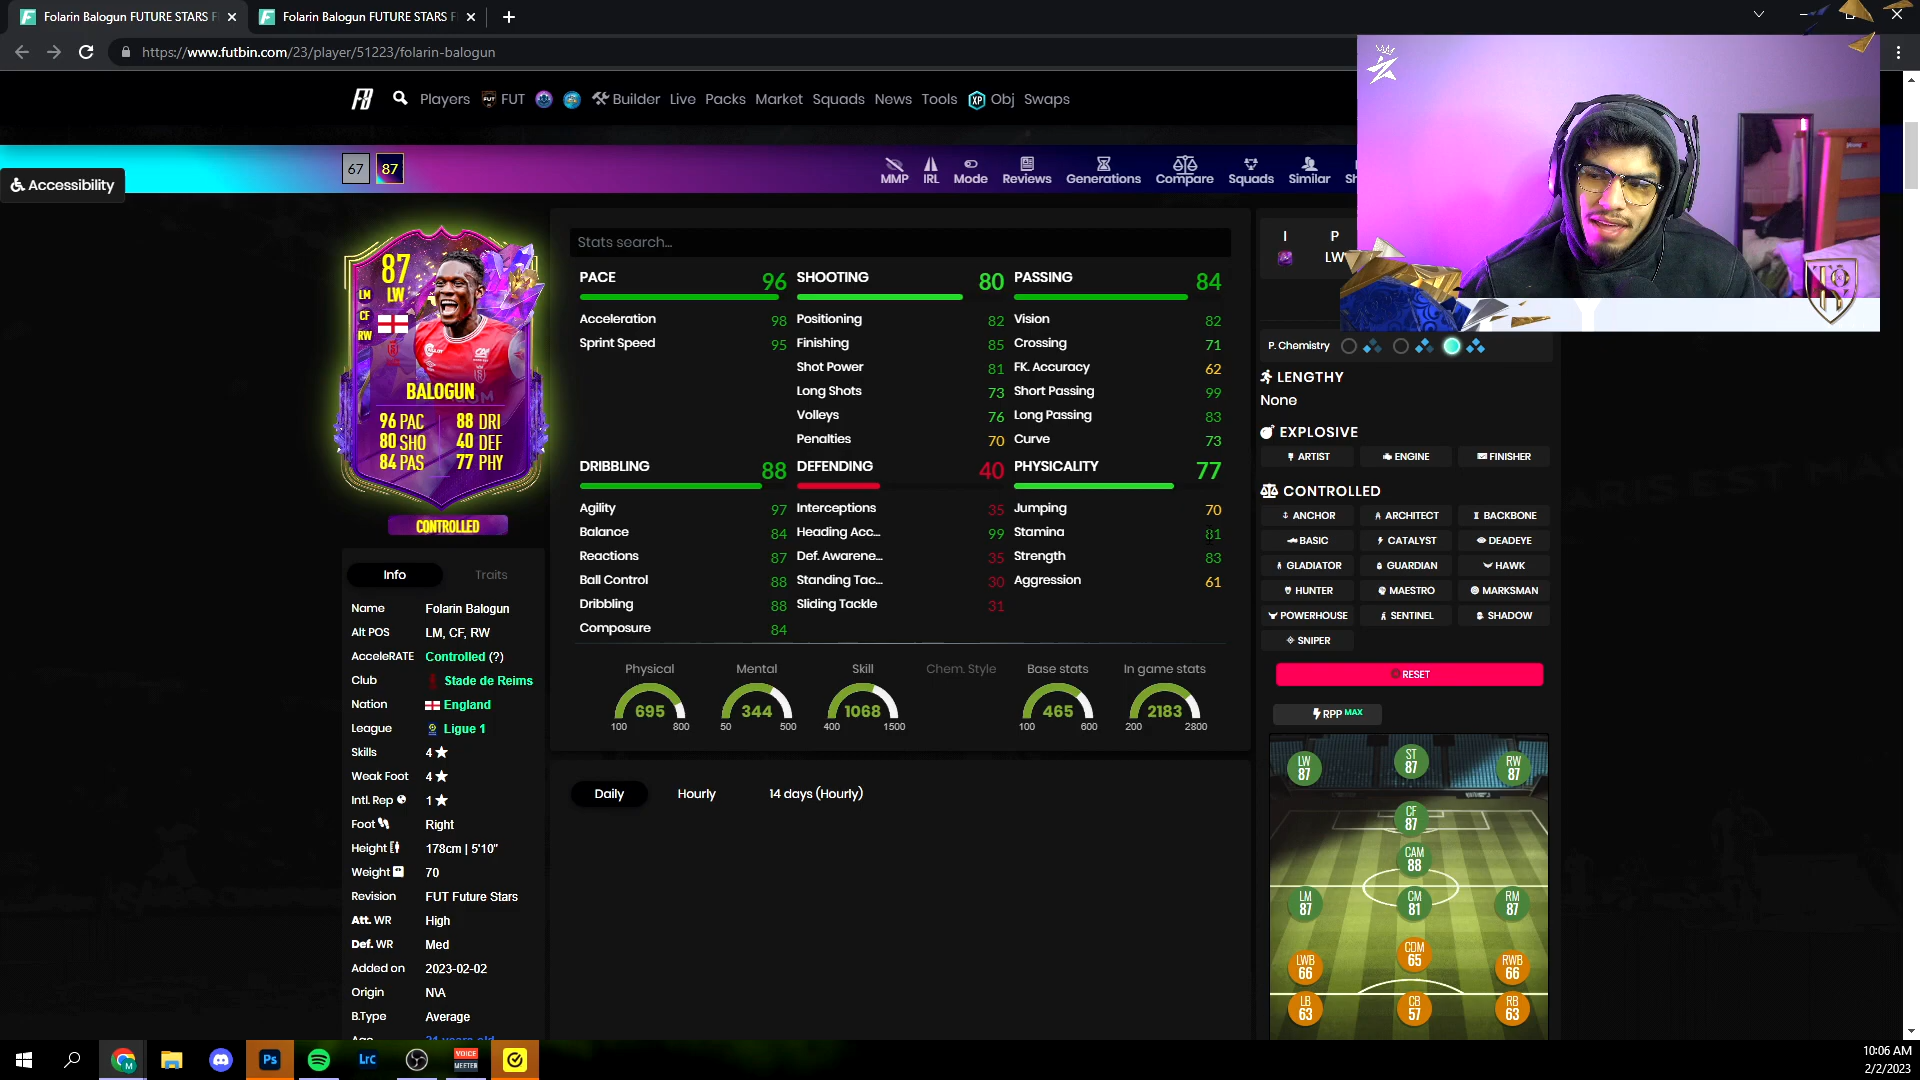 Folarin Balogun FUTURE STARS F
Folarin Balogun FUTURE STARS F
https://www.futbin.com/23/player/51223/folarin-balogun
FB Players FUT Builder Live Packs Market Squads News Tools XP Obj Swaps
67 87
MMP IRL Mode Reviews Generations Compare Squads Similar
Accessibility
87
LW
LM
CF
RW
BALOGUN
96 PAC 88 DRI
80 SHO 40 DEF
84 PAS 77 PHY
CONTROLLED
Info Traits
Name Folarin Balogun
Alt POS LM, CF, RW
AcceleRATE Controlled (?)
Club Stade de Reims
Nation England
League Ligue 1
Skills 4
Weak Foot 4
Intl. Rep 1
Foot Right
Height 178cm | 5'10"
Weight 70
Revision FUT Future Stars
Att. WR High
Def. WR Med
Added on 2023-02-02
Origin N\A
B.Type Average
Stats search...
PACE 96
Acceleration 98
Sprint Speed 95
SHOOTING 80
Positioning 82
Finishing 85
Shot Power 81
Long Shots 73
Volleys 76
Penalties 70
PASSING 84
Vision 82
Crossing 71
FK. Accuracy 62
Short Passing 99
Long Passing 83
Curve 73
DRIBBLING 88
Agility 97
Balance 84
Reactions 87
Ball Control 88
Dribbling 88
Composure 84
DEFENDING 40
Interceptions 35
Heading Acc... 99
Def. Awarene... 35
Standing Tac... 30
Sliding Tackle 31
PHYSICALITY 77
Jumping 70
Stamina 81
Strength 83
Aggression 61
Physical Mental Skill Chem. Style Base stats In game stats
695 344 1068 465 2183
100 800 50 500 400 1500 100 600 200 2800
Daily Hourly 14 days (Hourly)
I P
LW
P. Chemistry
LENGTHY
None
EXPLOSIVE
ARTIST ENGINE FINISHER
CONTROLLED
ANCHOR ARCHITECT BACKBONE
BASIC CATALYST DEADEYE
GLADIATOR GUARDIAN HAWK
HUNTER MAESTRO MARKSMAN
POWERHOUSE SENTINEL SHADOW
SNIPER
RESET
RPP MAX
LW 87
ST 87
RW 87
CF 87
CAM 88
LM 87
CM 81
RM 87
LWB 66
CDM 65
RWB 66
LB 63
CB 57
RB 63
Ps
Lrc
VOICE
MEETER
10:06 AM
2/2/2023